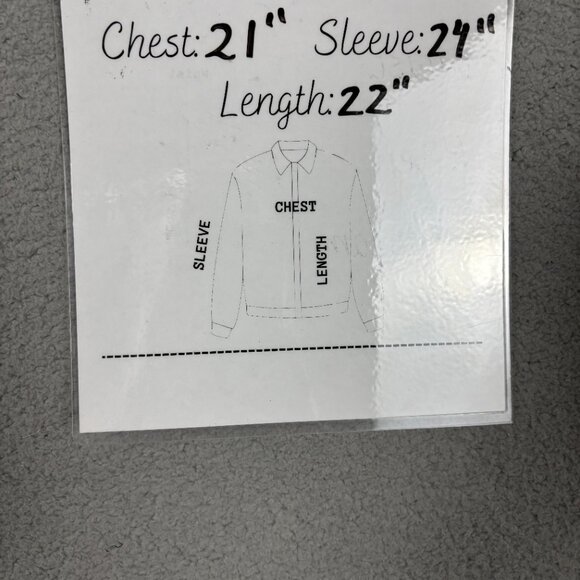 Chest: 21" Sleeve: 24"
Length: 22"
CHEST
SLEEVE
LENGTH